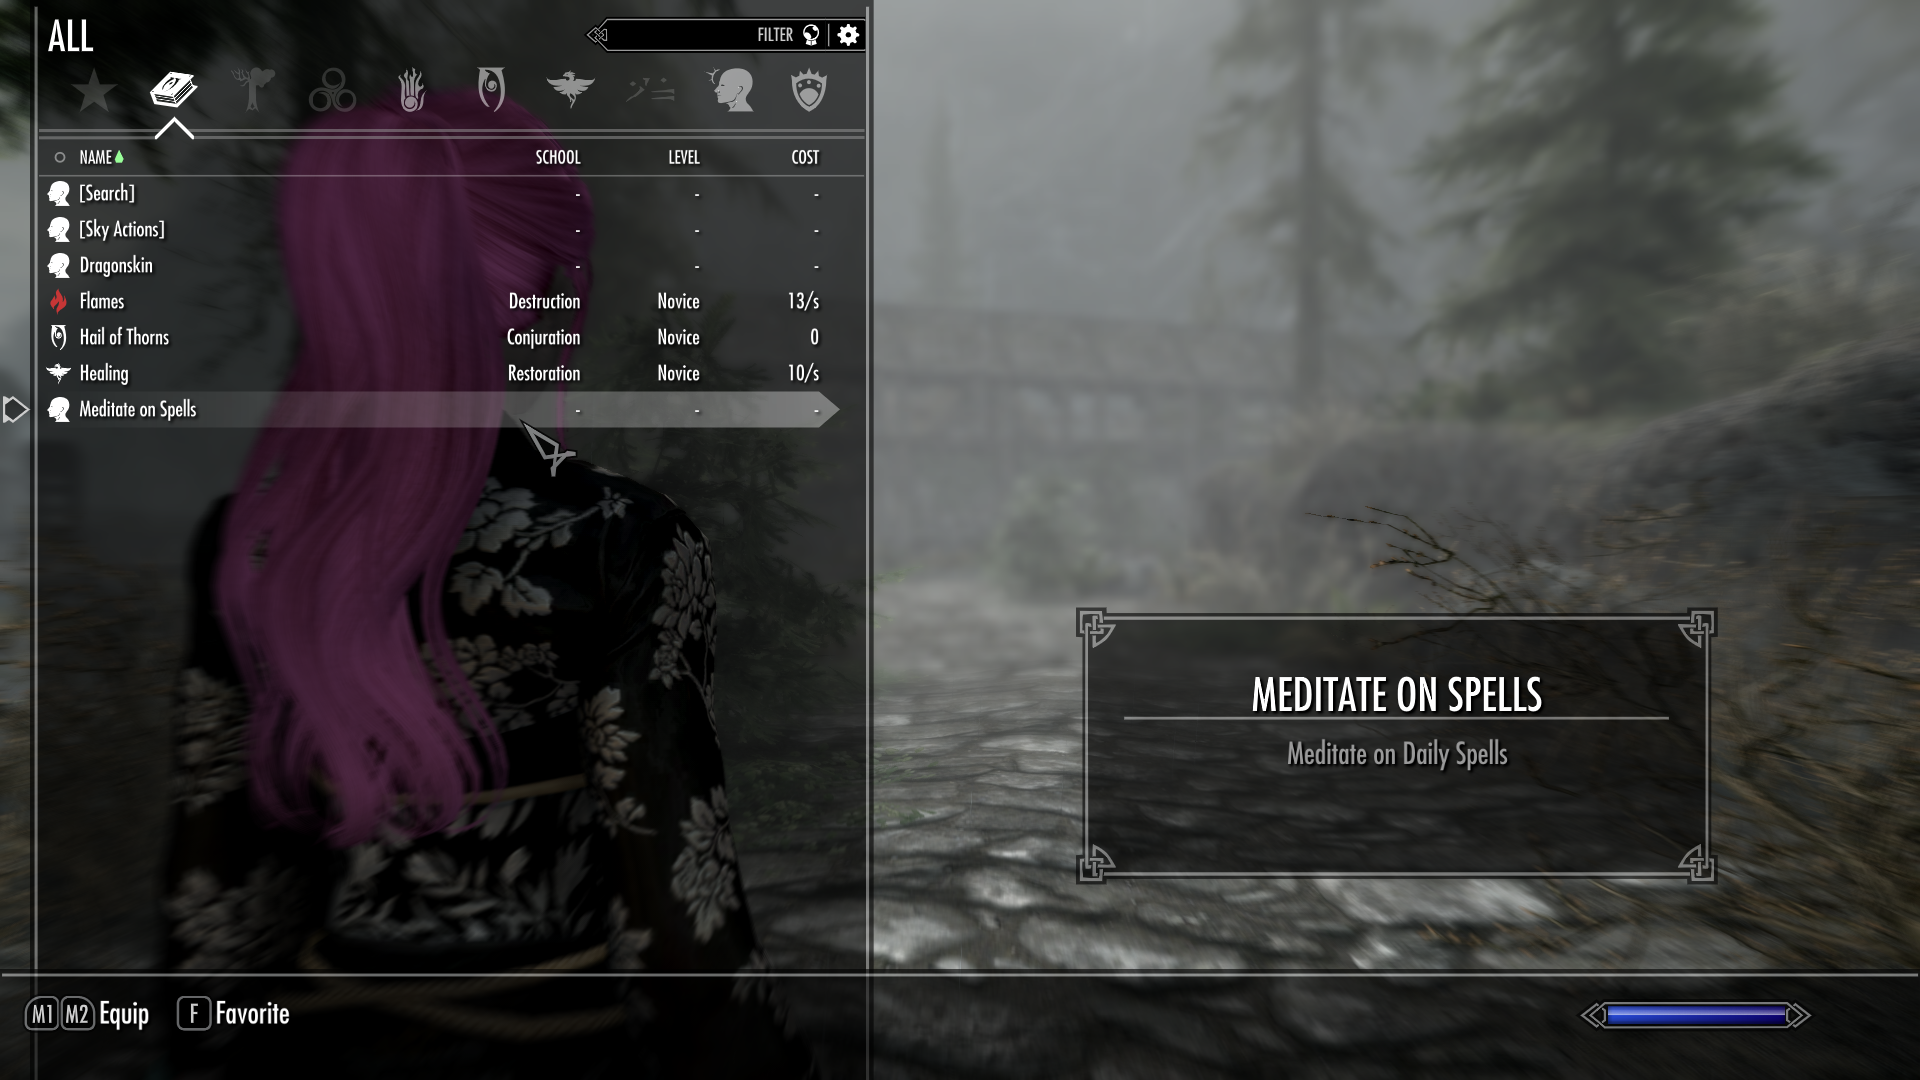 ALL
FILTER
NAME SCHOOL LEVEL COST
[Search] - - -
[Sky Actions] - - -
Dragonskin - - -
Flames Destruction Novice 13/s
Hail of Thorns Conjuration Novice 0
Healing Restoration Novice 10/s
Meditate on Spells - - -
MEDITATE ON SPELLS
Meditate on Daily Spells
M1 M2 Equip F Favorite